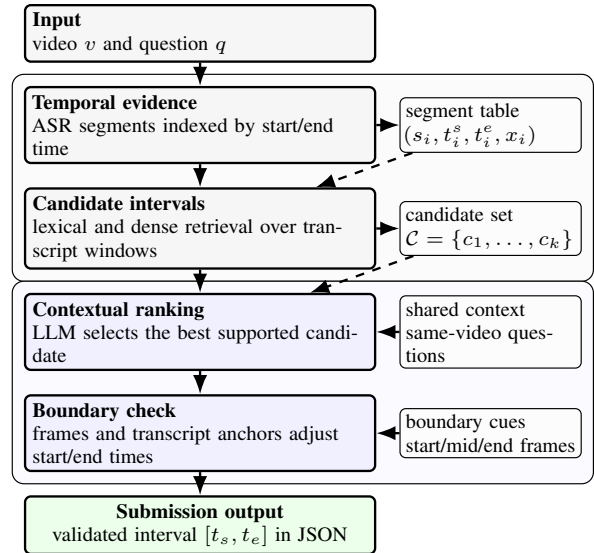 Input
video v and question q
Temporal evidence
ASR segments indexed by start/end
time
segment table
(s_i, t_i^s, t_i^e, x_i)
Candidate intervals
lexical and dense retrieval over tran-
script windows
candidate set
𝒞 = {c_1, . . . , c_k}
Contextual ranking
LLM selects the best supported candi-
date
shared context
same-video ques-
tions
Boundary check
frames and transcript anchors adjust
start/end times
boundary cues
start/mid/end frames
Submission output
validated interval [t_s, t_e] in JSON